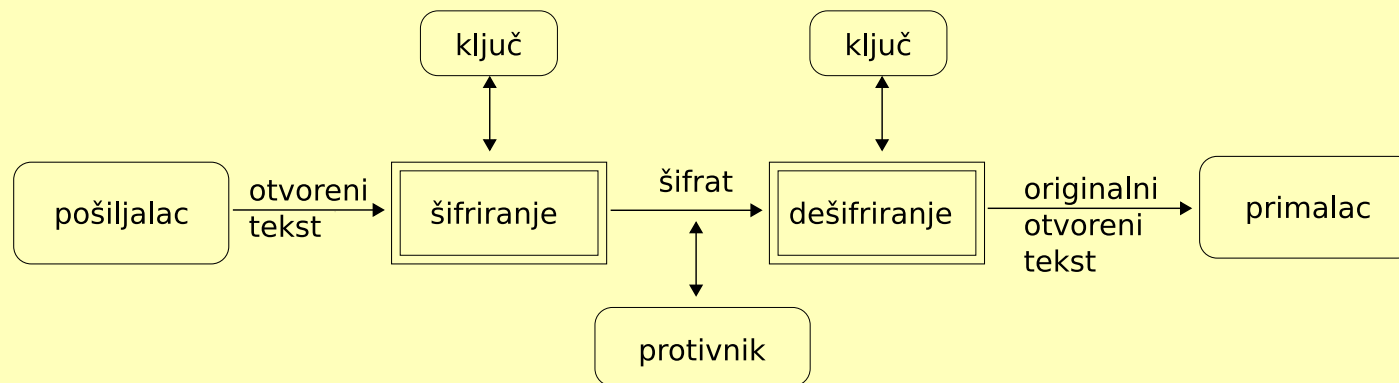 ključ
ključ
pošiljalac
otvoreni
tekst
šifriranje
šifrat
dešifriranje
originalni
otvoreni
tekst
primalac
protivnik